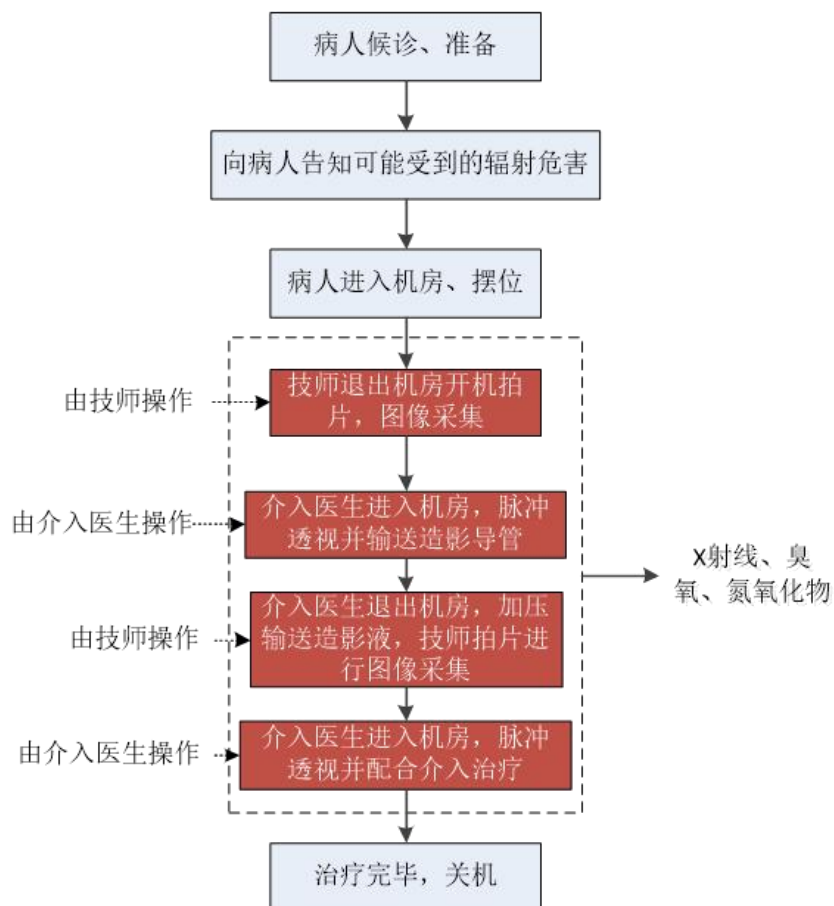 病人候诊、准备
向病人告知可能受到的辐射危害
病人进入机房、摆位
由技师操作
技师退出机房开机拍
片，图像采集
由介入医生操作
介入医生进入机房，脉冲
透视并输送造影导管
X射线、臭
氧、氮氧化物
由技师操作
介入医生退出机房，加压
输送造影液，技师拍片进
行图像采集
由介入医生操作
介入医生进入机房，脉冲
透视并配合介入治疗
治疗完毕，关机